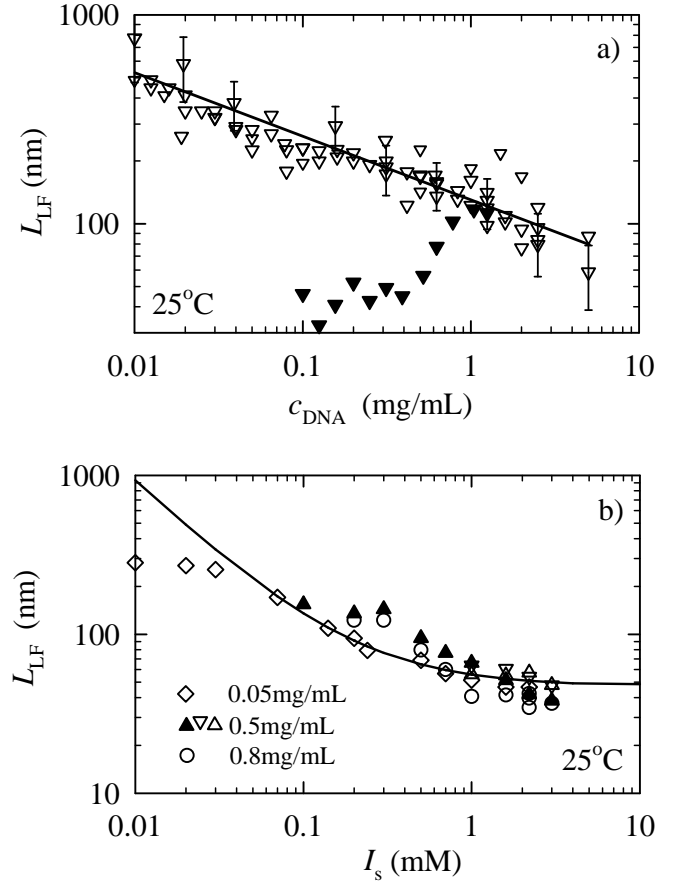 1000
a)
L_LF (nm)
100
25°C
0.01 0.1 1 10
c_DNA (mg/mL)
1000
b)
L_LF (nm)
100
0.05mg/mL
0.5mg/mL
0.8mg/mL
25°C
10
0.01 0.1 1 10
I_s (mM)